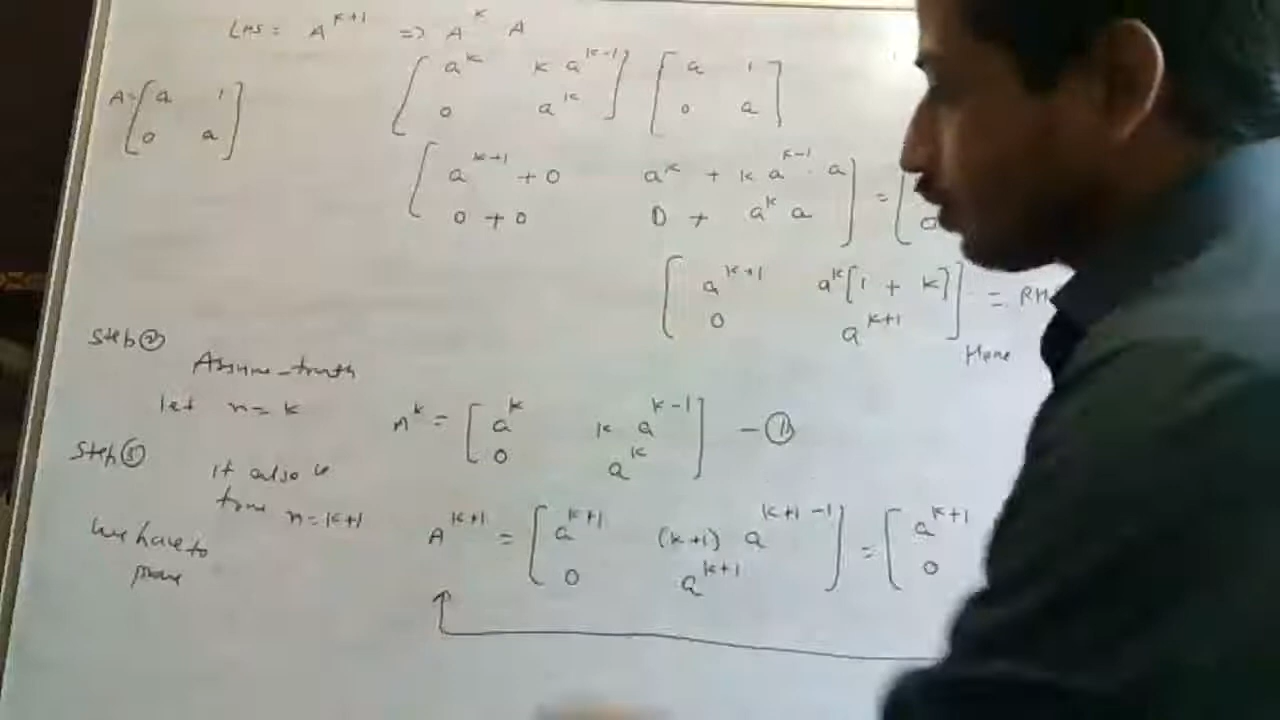 LHS = A^{k+1} => A^k A
A = [ a 1 ; 0 a ]
[ a^k k a^{k-1} ; 0 a^k ] [ a 1 ; 0 a ]
[ a^{k+1} + 0 a^k + k a^{k-1} . a ; 0 + 0 0 + a^k a ] = [
[ a^{k+1} a^k [1 + k] ; 0 a^{k+1} ] = RH
Step ②
Assume truth
let n = k
A^k = [ a^k k a^{k-1} ; 0 a^k ] - ①
Step ③
it also is
true n = k+1
we have to
prove
A^{k+1} = [ a^{k+1} (k+1) a^{k+1-1} ; 0 a^{k+1} ] = [ a^{k+1} ; 0